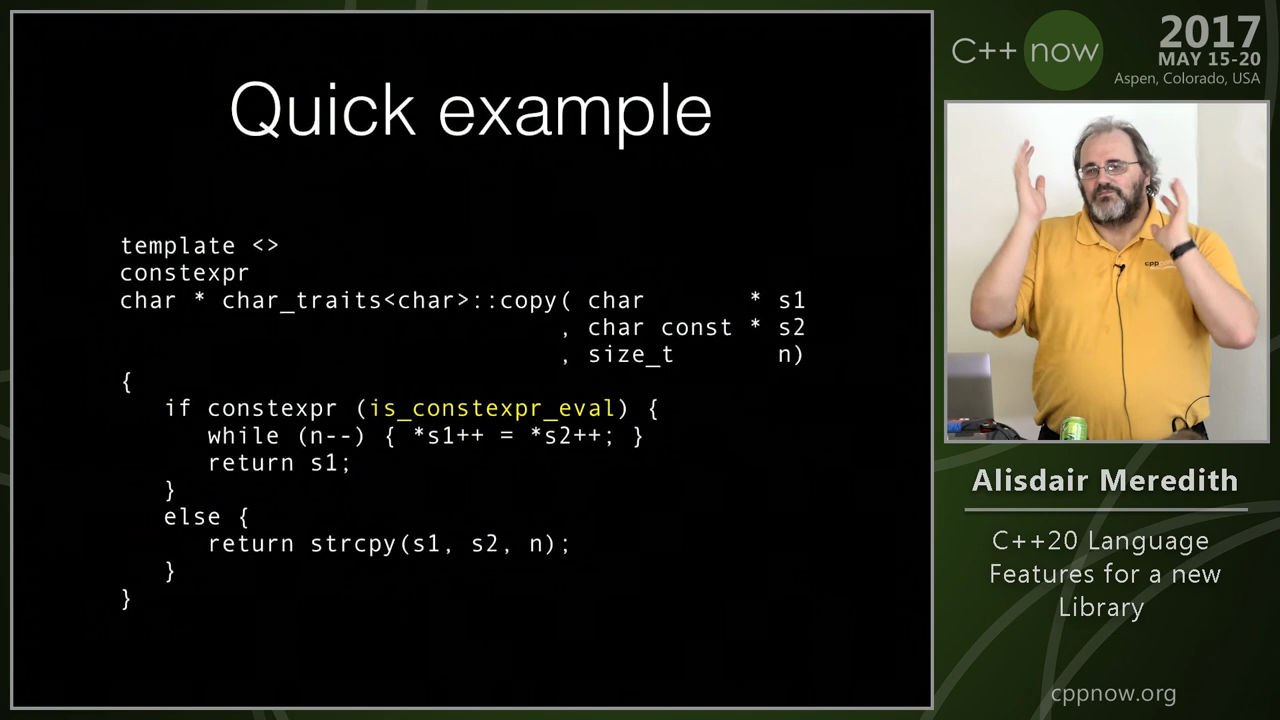 Quick example
template <>
constexpr
char * char_traits<char>::copy( char       * s1
                              , char const * s2
                              , size_t       n)
{
   if constexpr (is_constexpr_eval) {
      while (n--) { *s1++ = *s2++; }
      return s1;
   }
   else {
      return strcpy(s1, s2, n);
   }
}
C++ now
2017
MAY 15-20
Aspen, Colorado, USA
Alisdair Meredith
C++20 Language
Features for a new
Library
cppnow.org